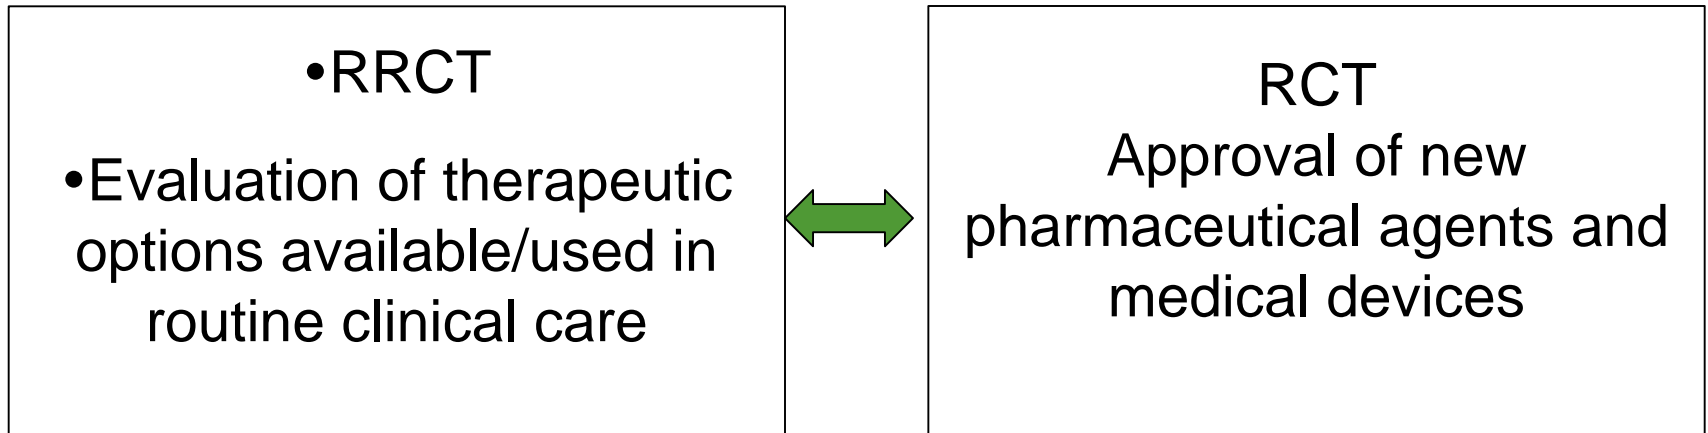 •RRCT
•Evaluation of therapeutic
options available/used in
routine clinical care
RCT
Approval of new
pharmaceutical agents and
medical devices